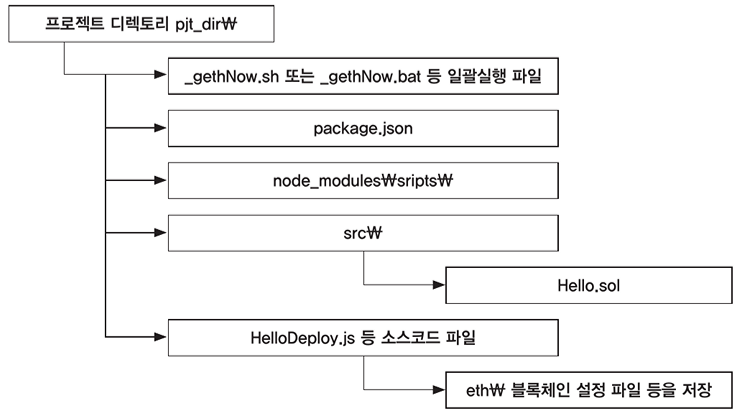 프로젝트 디렉토리 pjt_dir₩
_gethNow.sh 또는 _gethNow.bat 등 일괄실행 파일
package.json
node_modules₩sripts₩
src₩
Hello.sol
HelloDeploy.js 등 소스코드 파일
eth₩ 블록체인 설정 파일 등을 저장